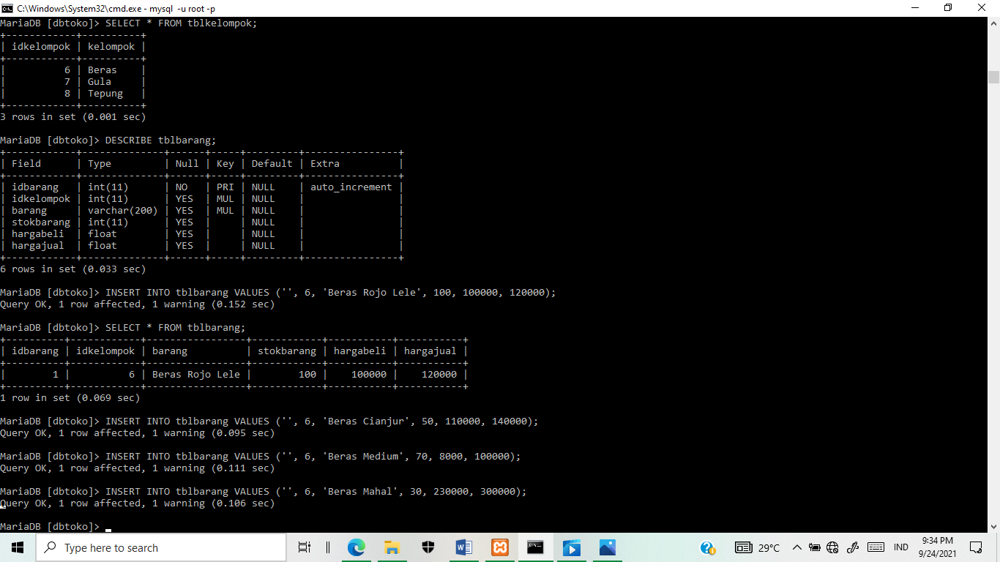 C:\Windows\System32\cmd.exe - mysql  -u root -p
MariaDB [dbtoko]> SELECT * FROM tblkelompok;
+------------+----------+
| idkelompok | kelompok |
+------------+----------+
|          6 | Beras    |
|          7 | Gula     |
|          8 | Tepung   |
+------------+----------+
3 rows in set (0.001 sec)
MariaDB [dbtoko]> DESCRIBE tblbarang;
+------------+--------------+------+-----+---------+----------------+
| Field      | Type         | Null | Key | Default | Extra          |
+------------+--------------+------+-----+---------+----------------+
| idbarang   | int(11)      | NO   | PRI | NULL    | auto_increment |
| idkelompok | int(11)      | YES  | MUL | NULL    |                |
| barang     | varchar(200) | YES  | MUL | NULL    |                |
| stokbarang | int(11)      | YES  |     | NULL    |                |
| hargabeli  | float        | YES  |     | NULL    |                |
| hargajual  | float        | YES  |     | NULL    |                |
+------------+--------------+------+-----+---------+----------------+
6 rows in set (0.033 sec)
MariaDB [dbtoko]> INSERT INTO tblbarang VALUES ('', 6, 'Beras Rojo Lele', 100, 100000, 120000);
Query OK, 1 row affected, 1 warning (0.152 sec)
MariaDB [dbtoko]> SELECT * FROM tblbarang;
+----------+------------+-----------------+------------+-----------+-----------+
| idbarang | idkelompok | barang          | stokbarang | hargabeli | hargajual |
+----------+------------+-----------------+------------+-----------+-----------+
|        1 |          6 | Beras Rojo Lele |        100 |    100000 |    120000 |
+----------+------------+-----------------+------------+-----------+-----------+
1 row in set (0.069 sec)
MariaDB [dbtoko]> INSERT INTO tblbarang VALUES ('', 6, 'Beras Cianjur', 50, 110000, 140000);
Query OK, 1 row affected, 1 warning (0.095 sec)
MariaDB [dbtoko]> INSERT INTO tblbarang VALUES ('', 6, 'Beras Medium', 70, 8000, 100000);
Query OK, 1 row affected, 1 warning (0.111 sec)
MariaDB [dbtoko]> INSERT INTO tblbarang VALUES ('', 6, 'Beras Mahal', 30, 230000, 300000);
Query OK, 1 row affected, 1 warning (0.106 sec)
MariaDB [dbtoko]>
Type here to search
29°C
IND
9:34 PM
9/24/2021